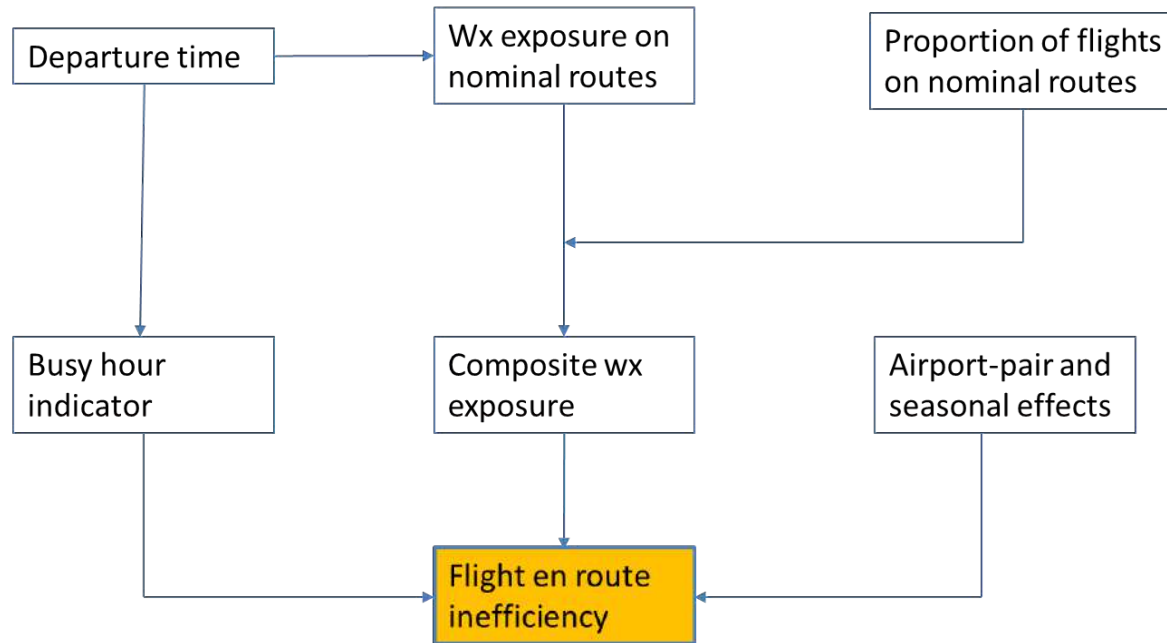 Departure time
Wx exposure on
nominal routes
Proportion of flights
on nominal routes
Busy hour
indicator
Composite wx
exposure
Airport-pair and
seasonal effects
Flight en route
inefficiency